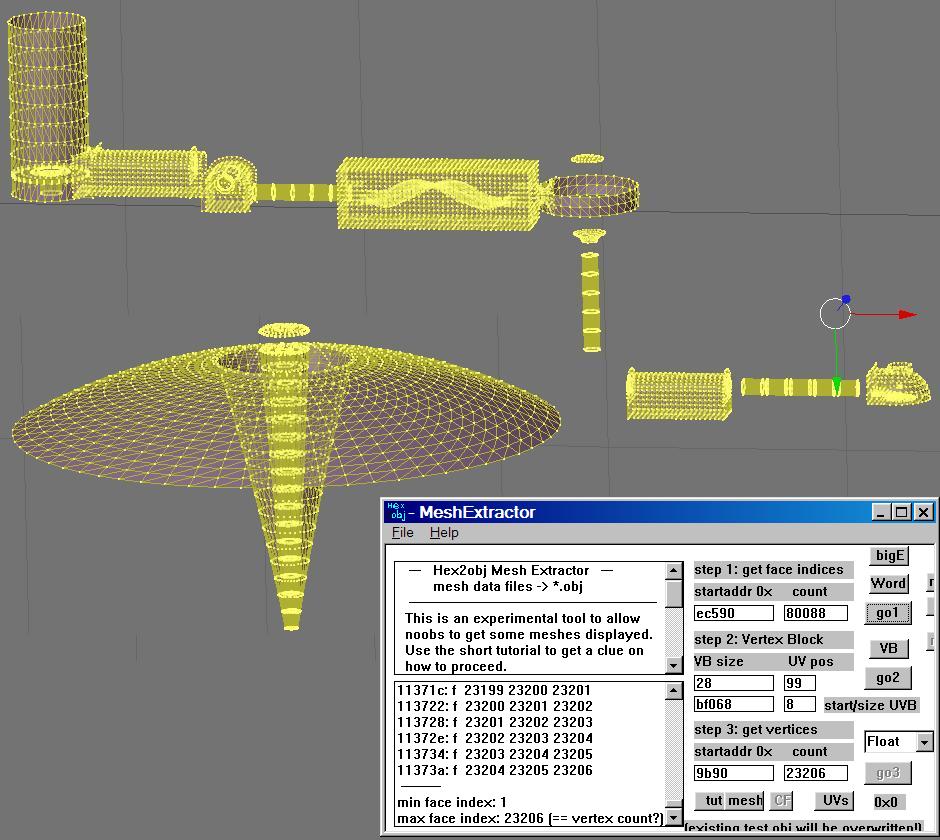 Hex
obj - MeshExtractor
File Help
— Hex2obj Mesh Extractor —
mesh data files -> *.obj
This is an experimental tool to allow
noobs to get some meshes displayed.
Use the short tutorial to get a clue on
how to proceed.
11371c: f 23199 23200 23201
113722: f 23200 23201 23202
113728: f 23201 23202 23203
11372e: f 23202 23203 23204
113734: f 23203 23204 23205
11373a: f 23204 23205 23206
min face index: 1
max face index: 23206 (== vertex count?)
bigE
step 1: get face indices
Word
startaddr 0x count
ec590 80088 go1
step 2: Vertex Block
VB
VB size UV pos
28 99 go2
bf068 8 start/size UVB
step 3: get vertices
Float
startaddr 0x count
9b90 23206 go3
tut mesh CF UVs 0x0
(existing test.obj will be overwritten!)